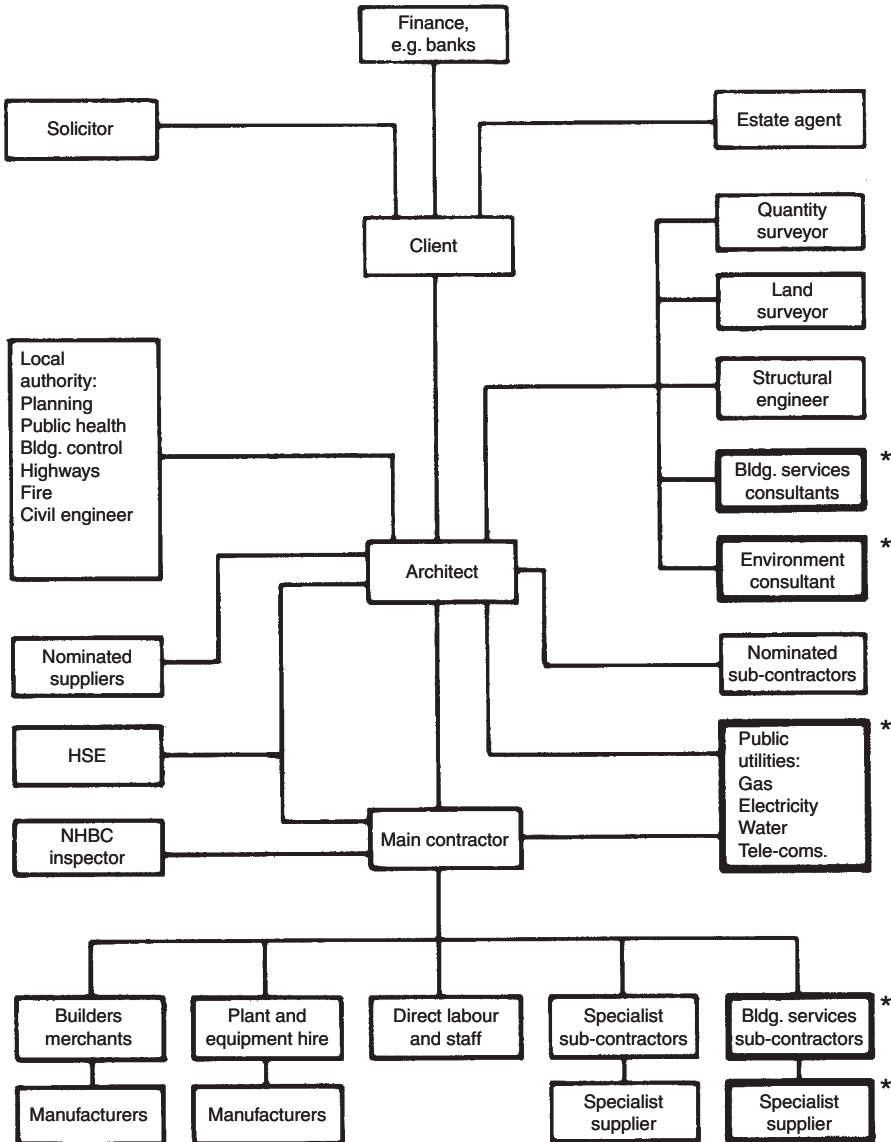 Finance,
e.g. banks
Solicitor
Estate agent
Client
Quantity
surveyor
Land
surveyor
Structural
engineer
Bldg. services
consultants
*
Environment
consultant
*
Local
authority:
Planning
Public health
Bldg. control
Highways
Fire
Civil engineer
Architect
Nominated
suppliers
Nominated
sub-contractors
HSE
Public
utilities:
Gas
Electricity
Water
Tele-coms.
*
NHBC
inspector
Main contractor
Builders
merchants
Plant and
equipment hire
Direct labour
and staff
Specialist
sub-contractors
Bldg. services
sub-contractors
*
Manufacturers
Manufacturers
Specialist
supplier
Specialist
supplier
*